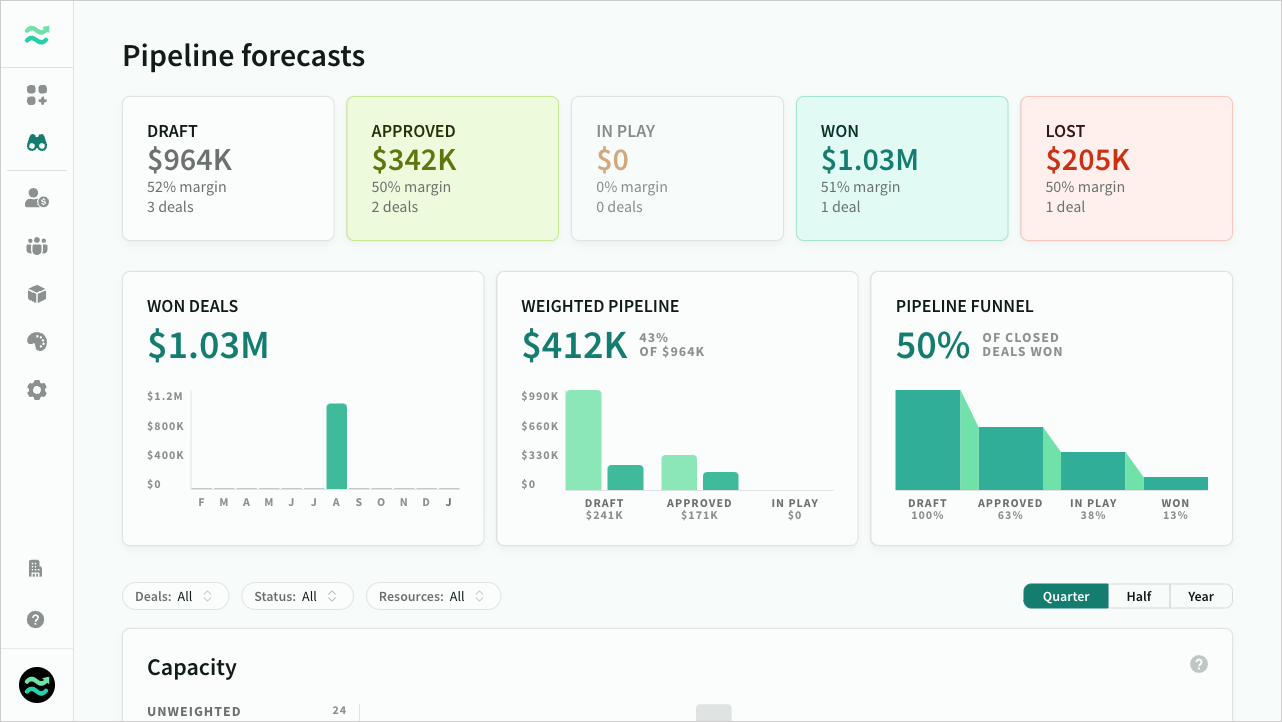 Pipeline forecasts
DRAFT
$964K
52% margin
3 deals
APPROVED
$342K
50% margin
2 deals
IN PLAY
$0
0% margin
0 deals
WON
$1.03M
51% margin
1 deal
LOST
$205K
50% margin
1 deal
WON DEALS
$1.03M
$1.2M
$800K
$400K
$0
F M A M J J A S O N D J
WEIGHTED PIPELINE
$412K
43%
OF $964K
$990K
$660K
$330K
$0
DRAFT
$241K
APPROVED
$171K
IN PLAY
$0
PIPELINE FUNNEL
50%
OF CLOSED
DEALS WON
DRAFT
100%
APPROVED
63%
IN PLAY
38%
WON
13%
Deals: All
Status: All
Resources: All
Quarter
Half
Year
Capacity
?
UNWEIGHTED
24
$
?